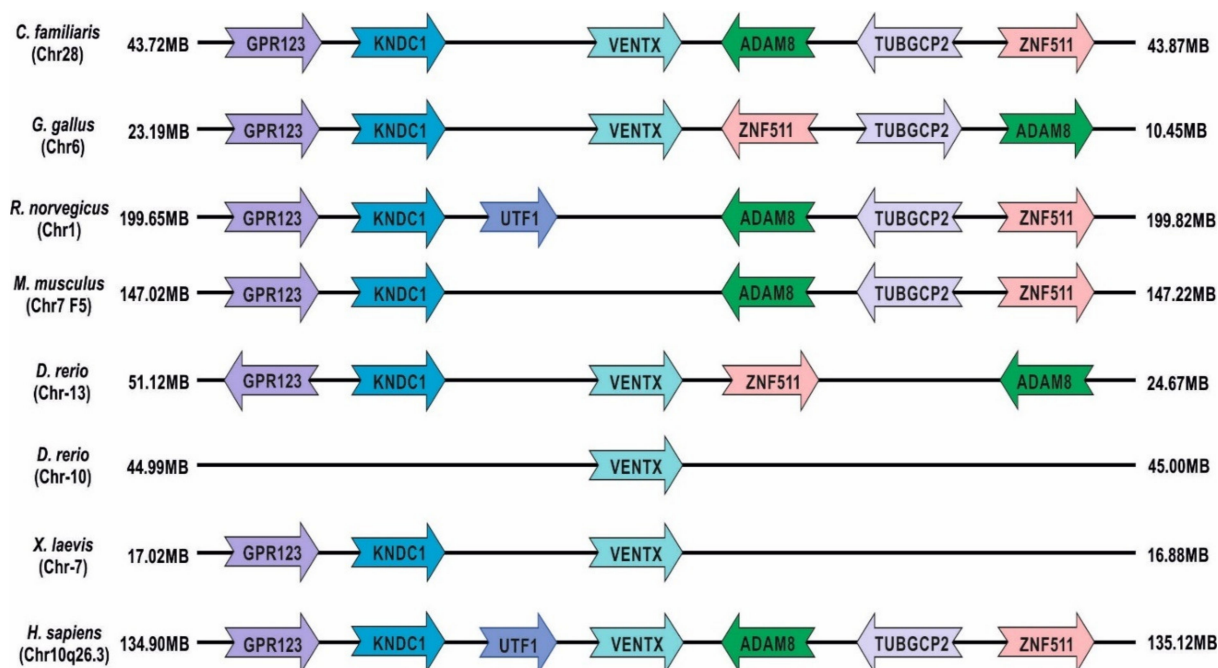 C. familiaris
(Chr28)
43.72MB GPR123 KNDC1 VENTX ADAM8 TUBGCP2 ZNF511 43.87MB
G. gallus
(Chr6)
23.19MB GPR123 KNDC1 VENTX ZNF511 TUBGCP2 ADAM8 10.45MB
R. norvegicus
(Chr1)
199.65MB GPR123 KNDC1 UTF1 ADAM8 TUBGCP2 ZNF511 199.82MB
M. musculus
(Chr7 F5)
147.02MB GPR123 KNDC1 ADAM8 TUBGCP2 ZNF511 147.22MB
D. rerio
(Chr-13)
51.12MB GPR123 KNDC1 VENTX ZNF511 ADAM8 24.67MB
D. rerio
(Chr-10)
44.99MB VENTX 45.00MB
X. laevis
(Chr-7)
17.02MB GPR123 KNDC1 VENTX 16.88MB
H. sapiens
(Chr10q26.3)
134.90MB GPR123 KNDC1 UTF1 VENTX ADAM8 TUBGCP2 ZNF511 135.12MB